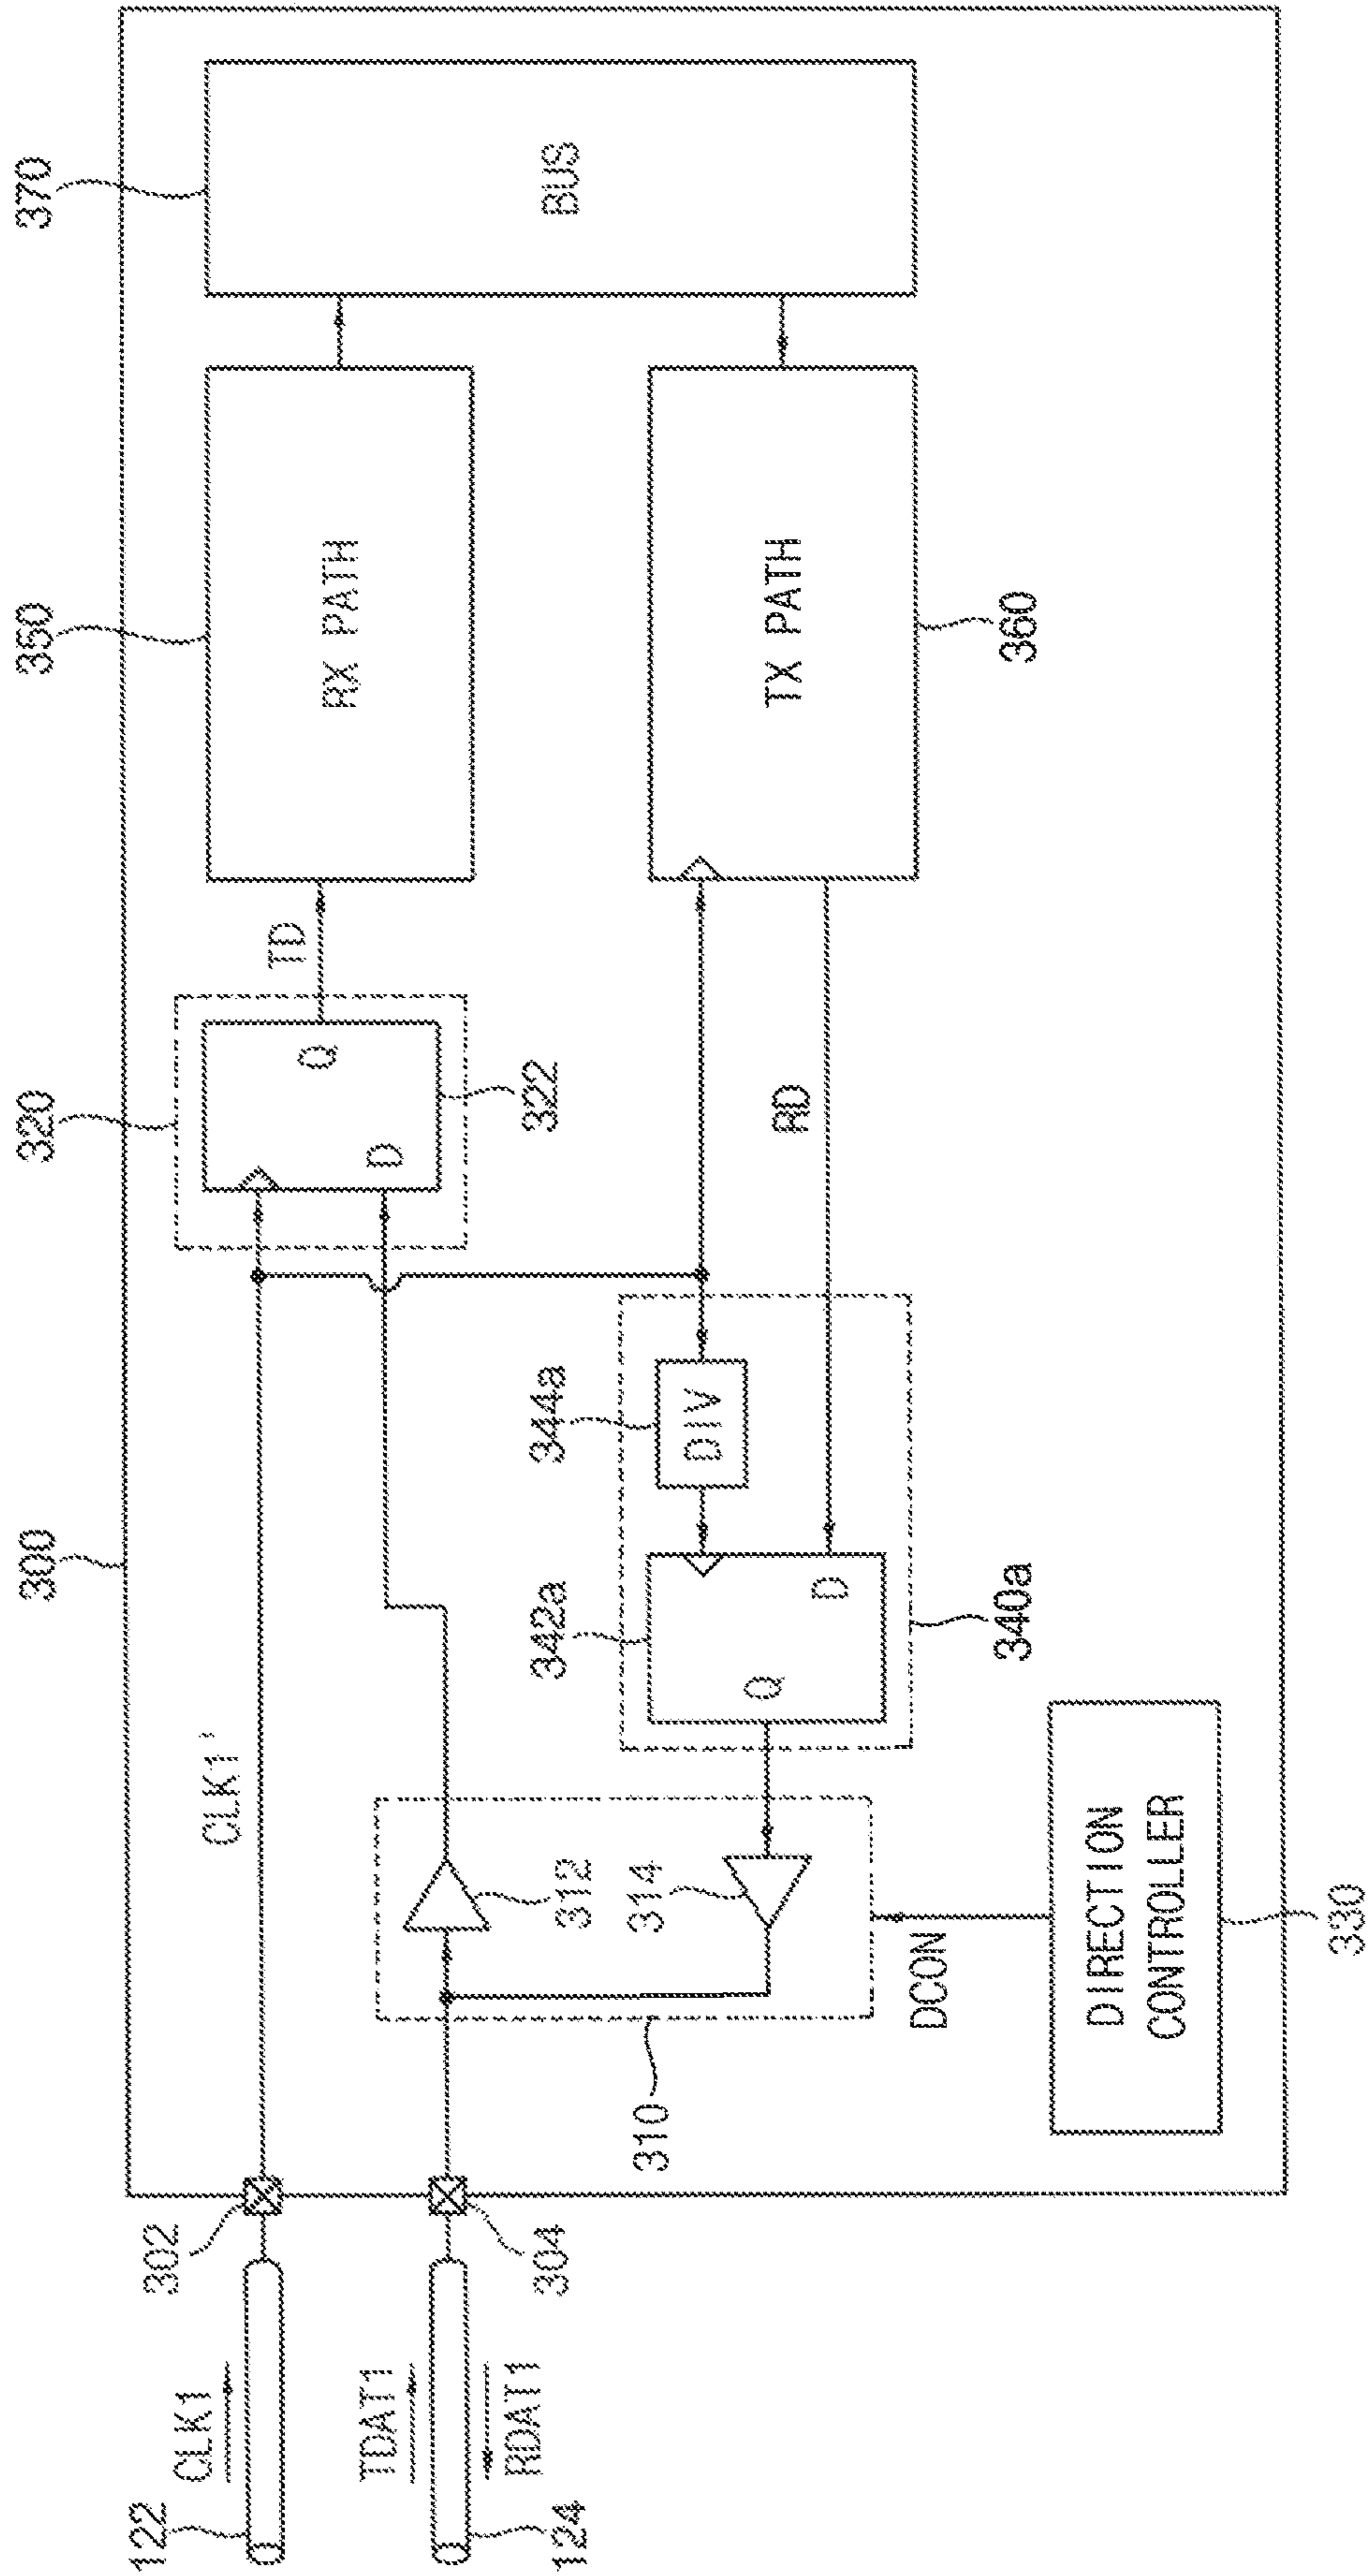 300
320
350
370
CLK1'
TD
RX PATH
BUS
Q
D
322
122
CLK1
302
TDAT1
RDAT1
124
304
310
312
314
342a
344a
DIV
Q
D
340a
RD
TX PATH
360
DCON
DIRECTION
CONTROLLER
330